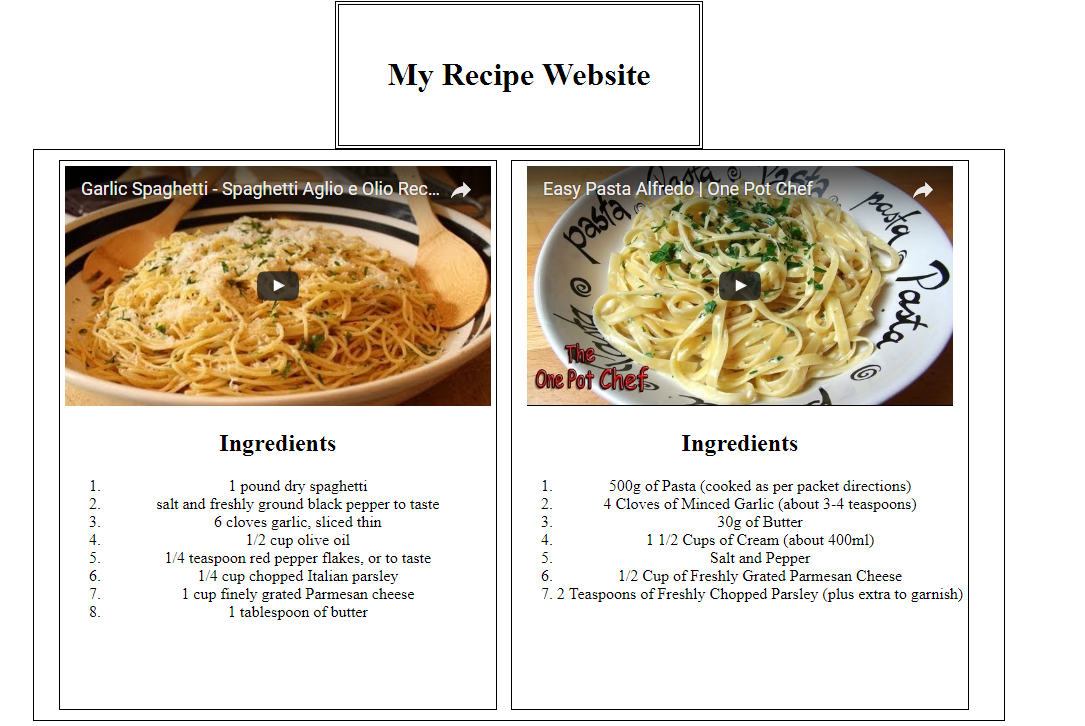 My Recipe Website
Garlic Spaghetti - Spaghetti Aglio e Olio Rec...
Ingredients
1. 1 pound dry spaghetti
2. salt and freshly ground black pepper to taste
3. 6 cloves garlic, sliced thin
4. 1/2 cup olive oil
5. 1/4 teaspoon red pepper flakes, or to taste
6. 1/4 cup chopped Italian parsley
7. 1 cup finely grated Parmesan cheese
8. 1 tablespoon of butter
Easy Pasta Alfredo | One Pot Chef
pasta
Pasta
pasta
Pasta
The
One Pot Chef
Ingredients
1. 500g of Pasta (cooked as per packet directions)
2. 4 Cloves of Minced Garlic (about 3-4 teaspoons)
3. 30g of Butter
4. 1 1/2 Cups of Cream (about 400ml)
5. Salt and Pepper
6. 1/2 Cup of Freshly Grated Parmesan Cheese
7. 2 Teaspoons of Freshly Chopped Parsley (plus extra to garnish)